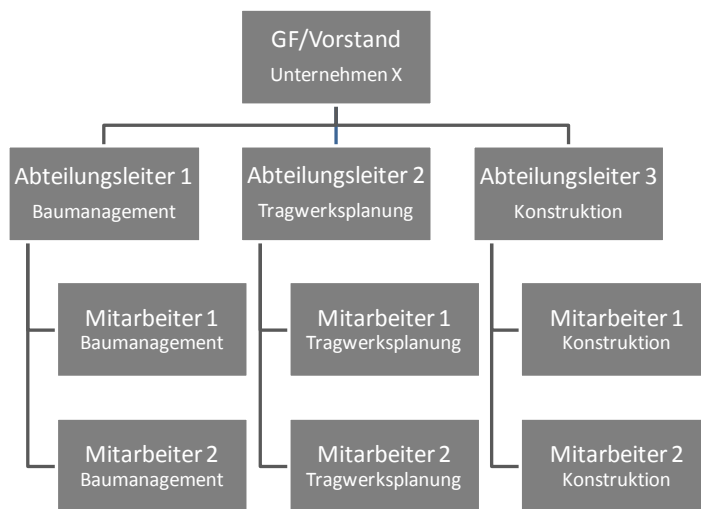 GF/Vorstand
Unternehmen X
Abteilungsleiter 1
Baumanagement
Abteilungsleiter 2
Tragwerksplanung
Abteilungsleiter 3
Konstruktion
Mitarbeiter 1
Baumanagement
Mitarbeiter 1
Tragwerksplanung
Mitarbeiter 1
Konstruktion
Mitarbeiter 2
Baumanagement
Mitarbeiter 2
Tragwerksplanung
Mitarbeiter 2
Konstruktion